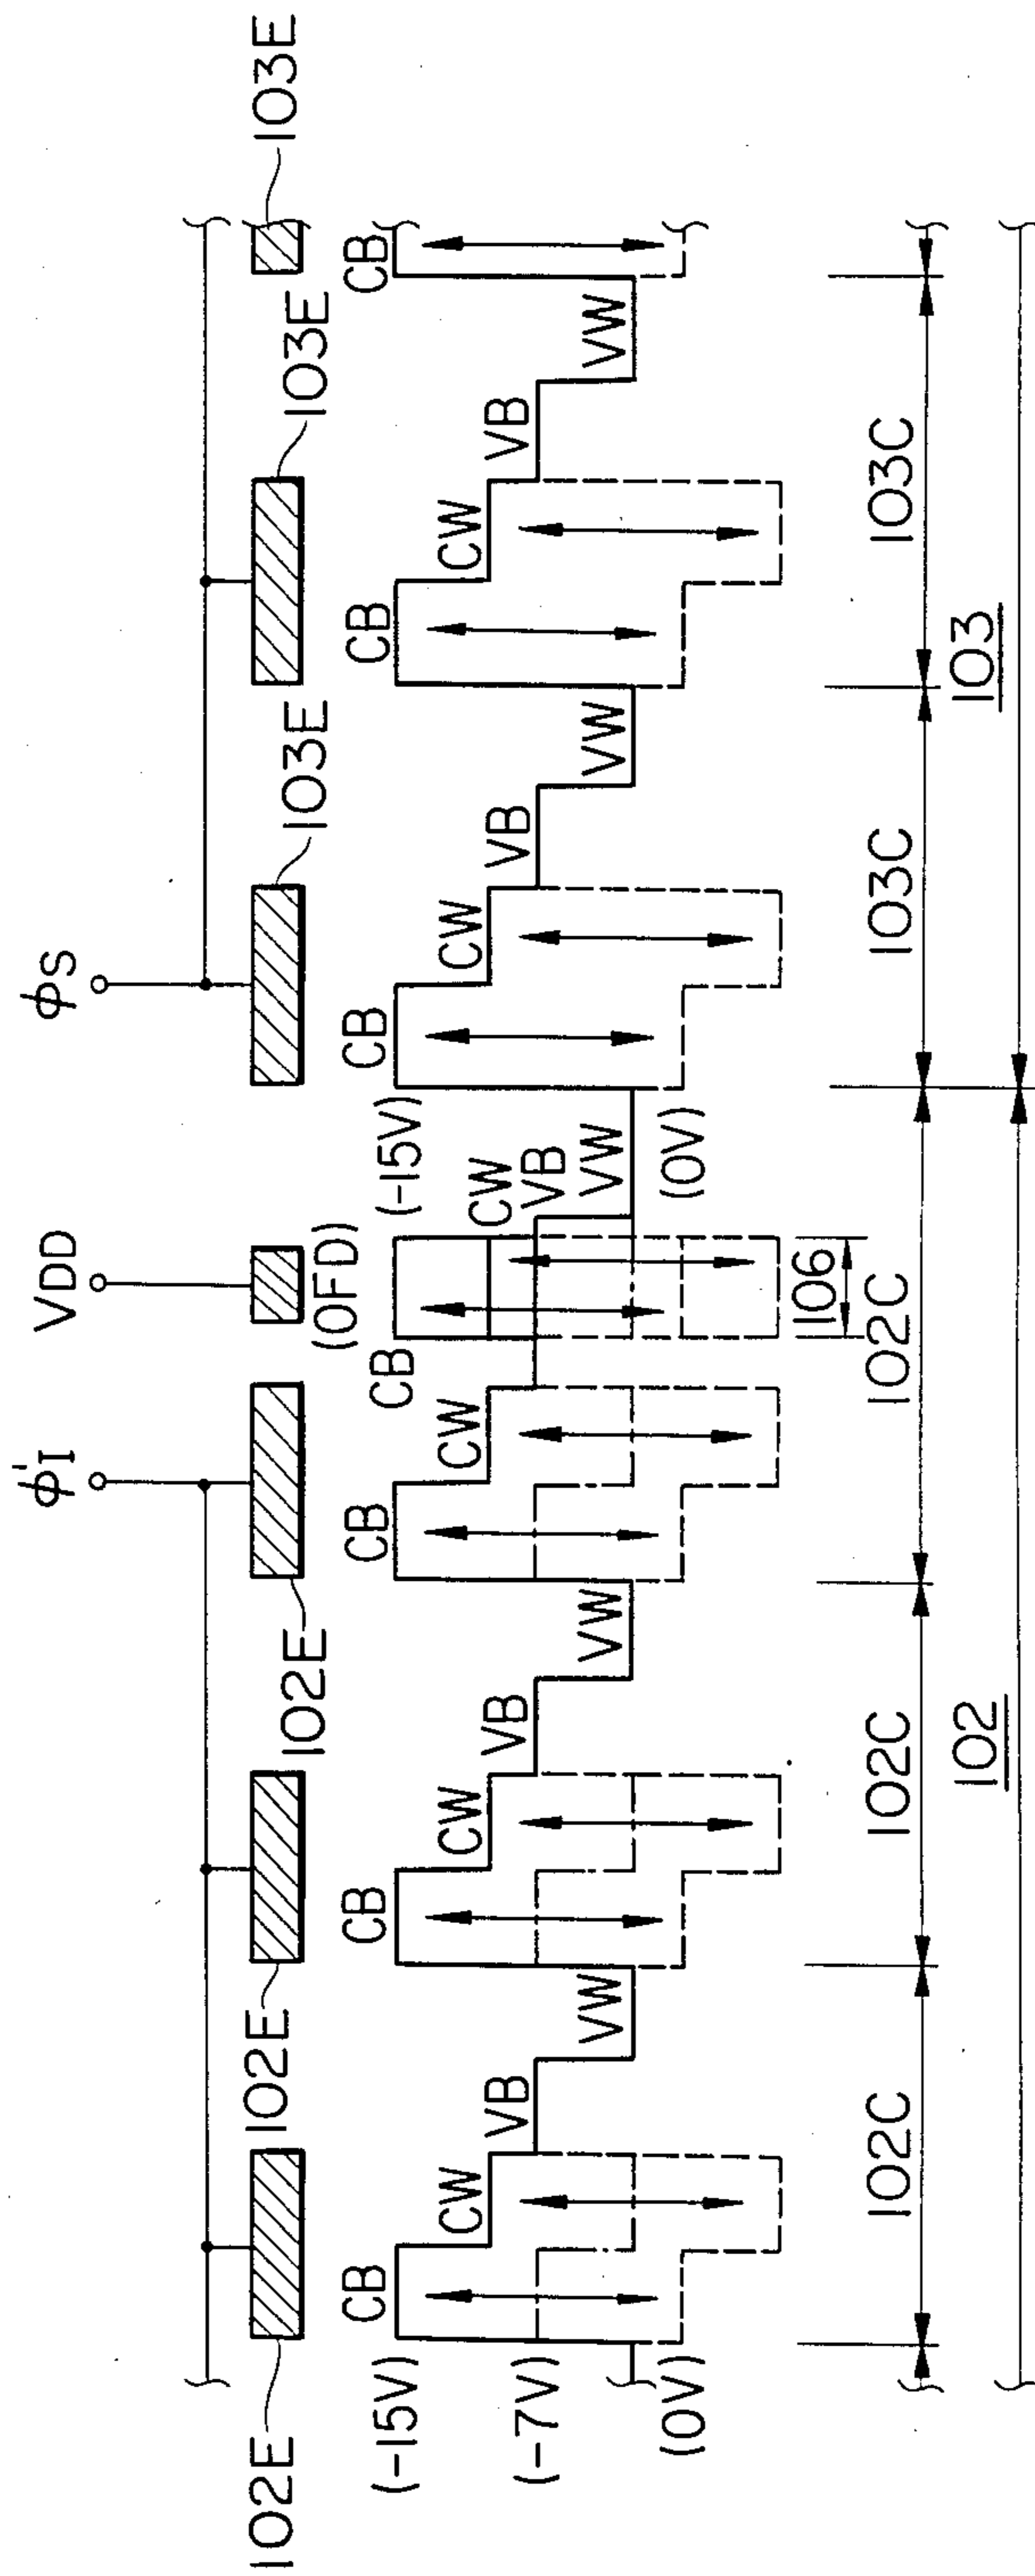 φ'I VDD φS
102E 102E 102E (OFD) 103E 103E 103E
(-15V) CB CB CB CB (-15V) CB CB CB
CW CW CW CW CW CW
(-7V) VB VB VB VB VB
VW VW VW VW VW
(0V) (0V)
106
102C 102C 102C 103C 103C
102 103